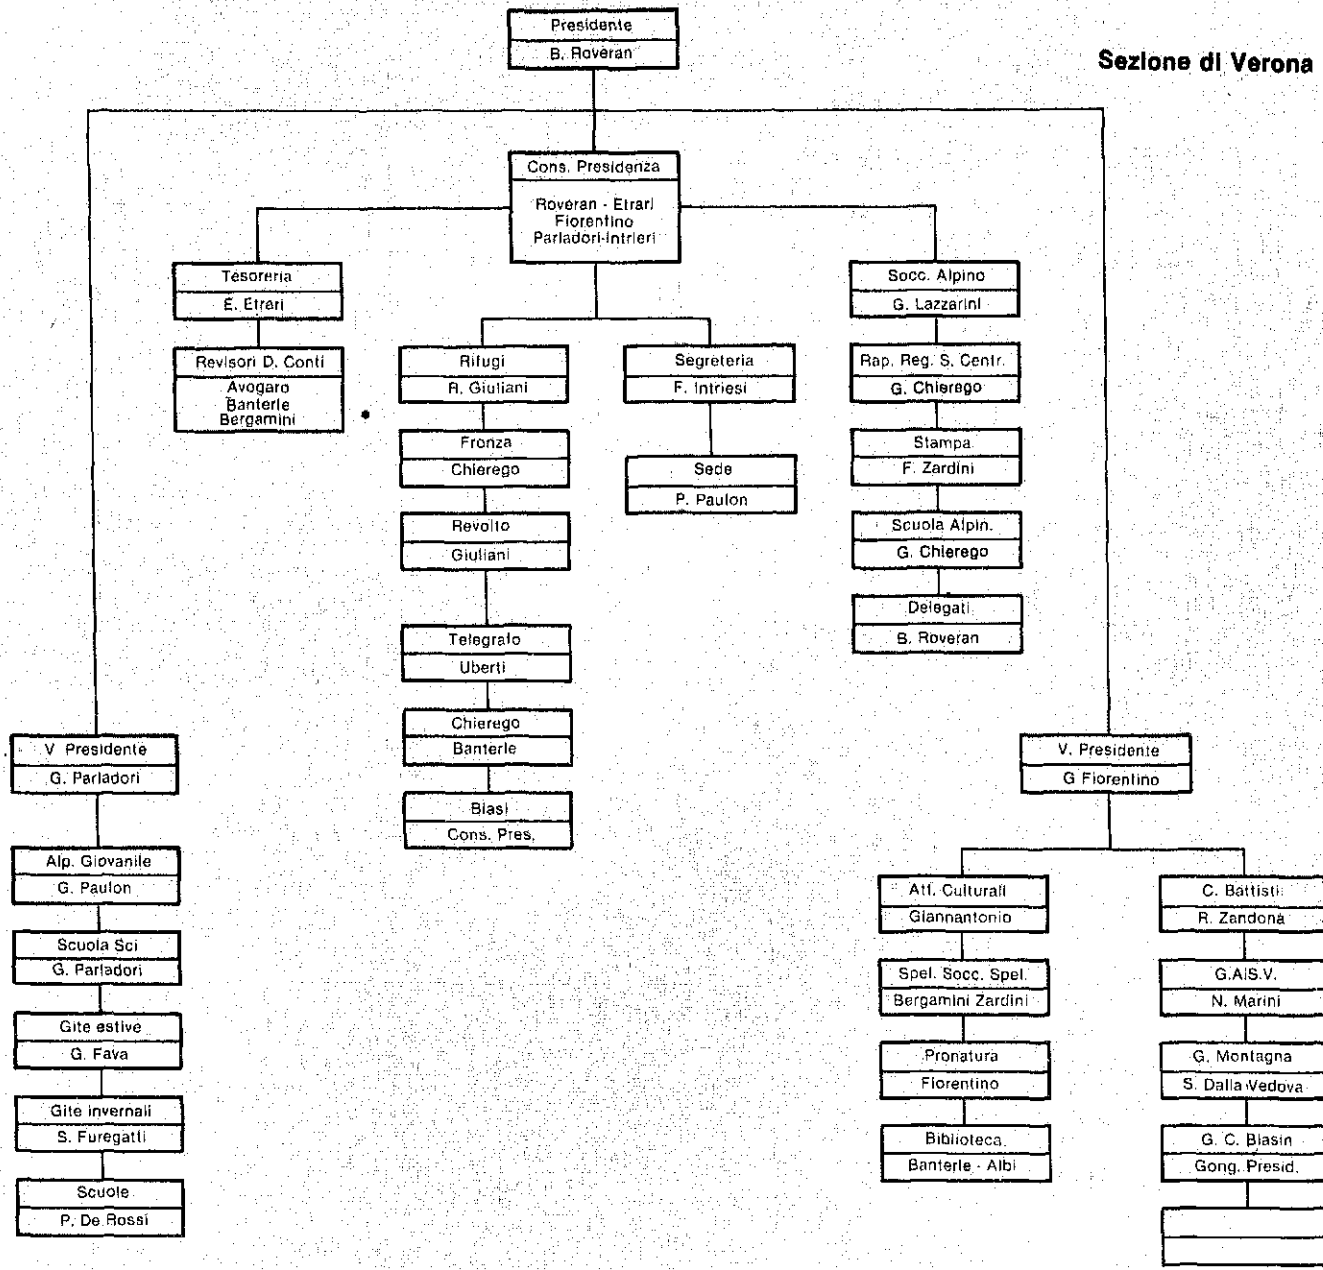 Presidente
B. Roveran
Sezione di Verona
Cons. Presidenza
Roveran - Etrari
Fiorentino
Parladori-Intrieri
Tesoreria
E. Etrari
Revisori D. Conti
Avogaro
Banterle
Bergamini
Rifugi
R. Giuliani
Fronza
Chierego
Revolto
Giuliani
Telegrafo
Uberti
Chierego
Banterle
Biasi
Cons. Pres.
Segreteria
F. Intriesi
Sede
P. Paulon
Socc. Alpino
G. Lazzarini
Rap. Reg. S. Centr.
G. Chierego
Stampa
F. Zardini
Scuola Alpin.
G. Chierego
Delegati
B. Roveran
V Presidente
G. Parladori
Alp. Giovanile
G. Paulon
Scuola Sci
G. Parladori
Gite estive
G. Fava
Gite invernali
S. Furegatti
Scuole
P. De Rossi
V. Presidente
G Fiorentino
Att. Culturali
Giannantonio
Spel. Socc. Spel.
Bergamini Zardini
Pronatura
Fiorentino
Biblioteca
Banterle - Albi
C. Battisti
R. Zandonà
G.A.S.V.
N. Marini
G. Montagna
S. Dalla Vedova
G. C. Biasin
Gong. Presid.